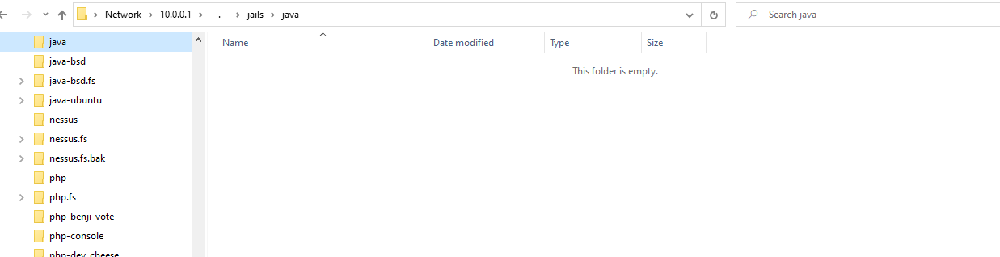 Network > 10.0.0.1 > __.__ > jails > java
Search java
java
java-bsd
java-bsd.fs
java-ubuntu
nessus
nessus.fs
nessus.fs.bak
php
php.fs
php-benji_vote
php-console
php-dev_cheese
Name Date modified Type Size
This folder is empty.